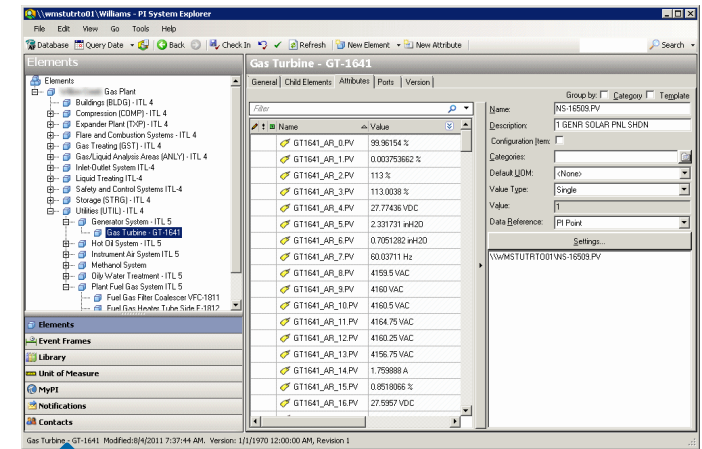 \\wmstutrto01\Williams - PI System Explorer
File Edit View Go Tools Help
Database Query Date Back Check In Refresh New Element New Attribute Search
Elements
Elements
Gas Plant
Buildings (BLDG) - ITL 4
Compression (COMP) - ITL 4
Expander Plant (TXP) - ITL 4
Flare and Combustion Systems - ITL 4
Gas Treating (GST) - ITL 4
Gas/Liquid Analysis Areas (ANLY) - ITL 4
Inlet-Outlet System ITL-4
Liquid Treating ITL-4
Safety and Control Systems ITL-4
Storage (STRG) - ITL 4
Utilities (UTIL) - ITL 4
Generator System - ITL 5
Gas Turbine - GT-1641
Hot Oil System - ITL 5
Instrument Air System ITL 5
Methanol System
Oily Water Treatment - ITL 5
Plant Fuel Gas System ITL 5
Fuel Gas Filter Coalescer VFC-1811
Fuel Gas Heater Tube Side E-1812
Elements
Event Frames
Library
Unit of Measure
MyPI
Notifications
Contacts
Gas Turbine - GT-1641
General Child Elements Attributes Ports Version
Filter
Name Value
GT1641_AR_0.PV 99.96154 %
GT1641_AR_1.PV 0.003753662 %
GT1641_AR_2.PV 113 %
GT1641_AR_3.PV 113.0038 %
GT1641_AR_4.PV 27.77436 VDC
GT1641_AR_5.PV 2.331731 inH2O
GT1641_AR_6.PV 0.7051282 inH2O
GT1641_AR_7.PV 60.03711 Hz
GT1641_AR_8.PV 4159.5 VAC
GT1641_AR_9.PV 4160 VAC
GT1641_AR_10.PV 4160.5 VAC
GT1641_AR_11.PV 4164.75 VAC
GT1641_AR_12.PV 4160.25 VAC
GT1641_AR_13.PV 4156.75 VAC
GT1641_AR_14.PV 1.759888 A
GT1641_AR_15.PV 0.8518066 %
GT1641_AR_16.PV 27.5957 VDC
Group by: Category Template
Name: NS-16509.PV
Description: 1 GENR SOLAR PNL SHDN
Configuration Item:
Categories:
Default UOM: <None>
Value Type: Single
Value: 1
Data Reference: PI Point
Settings...
\\WMSTUTRTO01\NS-16509.PV
Gas Turbine - GT-1641 Modified:8/4/2011 7:37:44 AM. Version: 1/1/1970 12:00:00 AM, Revision 1